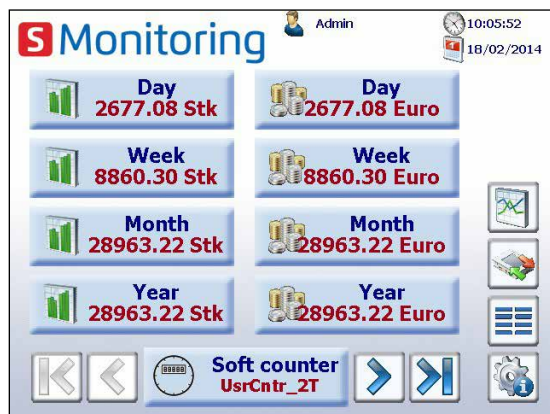 S Monitoring
Admin
10:05:52
18/02/2014
Day
2677.08 Stk
Day
2677.08 Euro
Week
8860.30 Stk
Week
8860.30 Euro
Month
28963.22 Stk
Month
28963.22 Euro
Year
28963.22 Stk
Year
28963.22 Euro
Soft counter
UsrCntr_2T